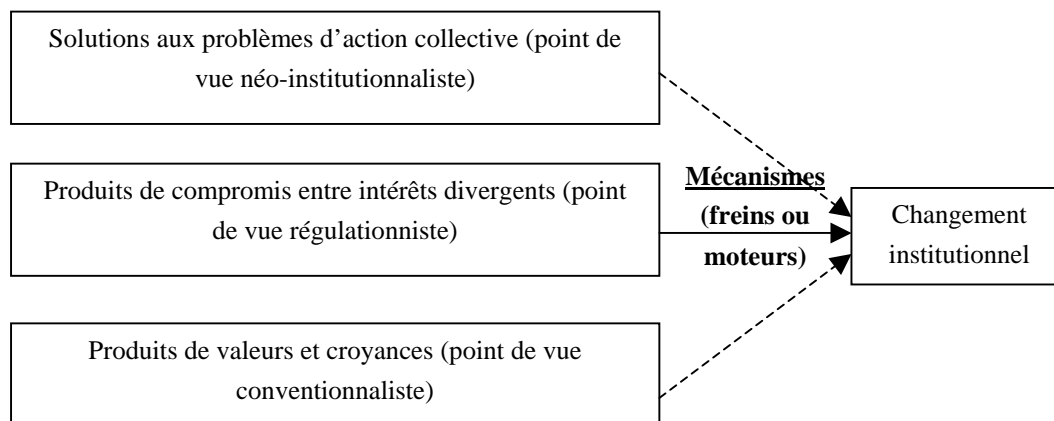 Solutions aux problèmes d’action collective (point de
vue néo-institutionnaliste)
Produits de compromis entre intérêts divergents (point
de vue régulationniste)
Mécanismes
(freins ou
moteurs)
Changement
institutionnel
Produits de valeurs et croyances (point de vue
conventionnaliste)